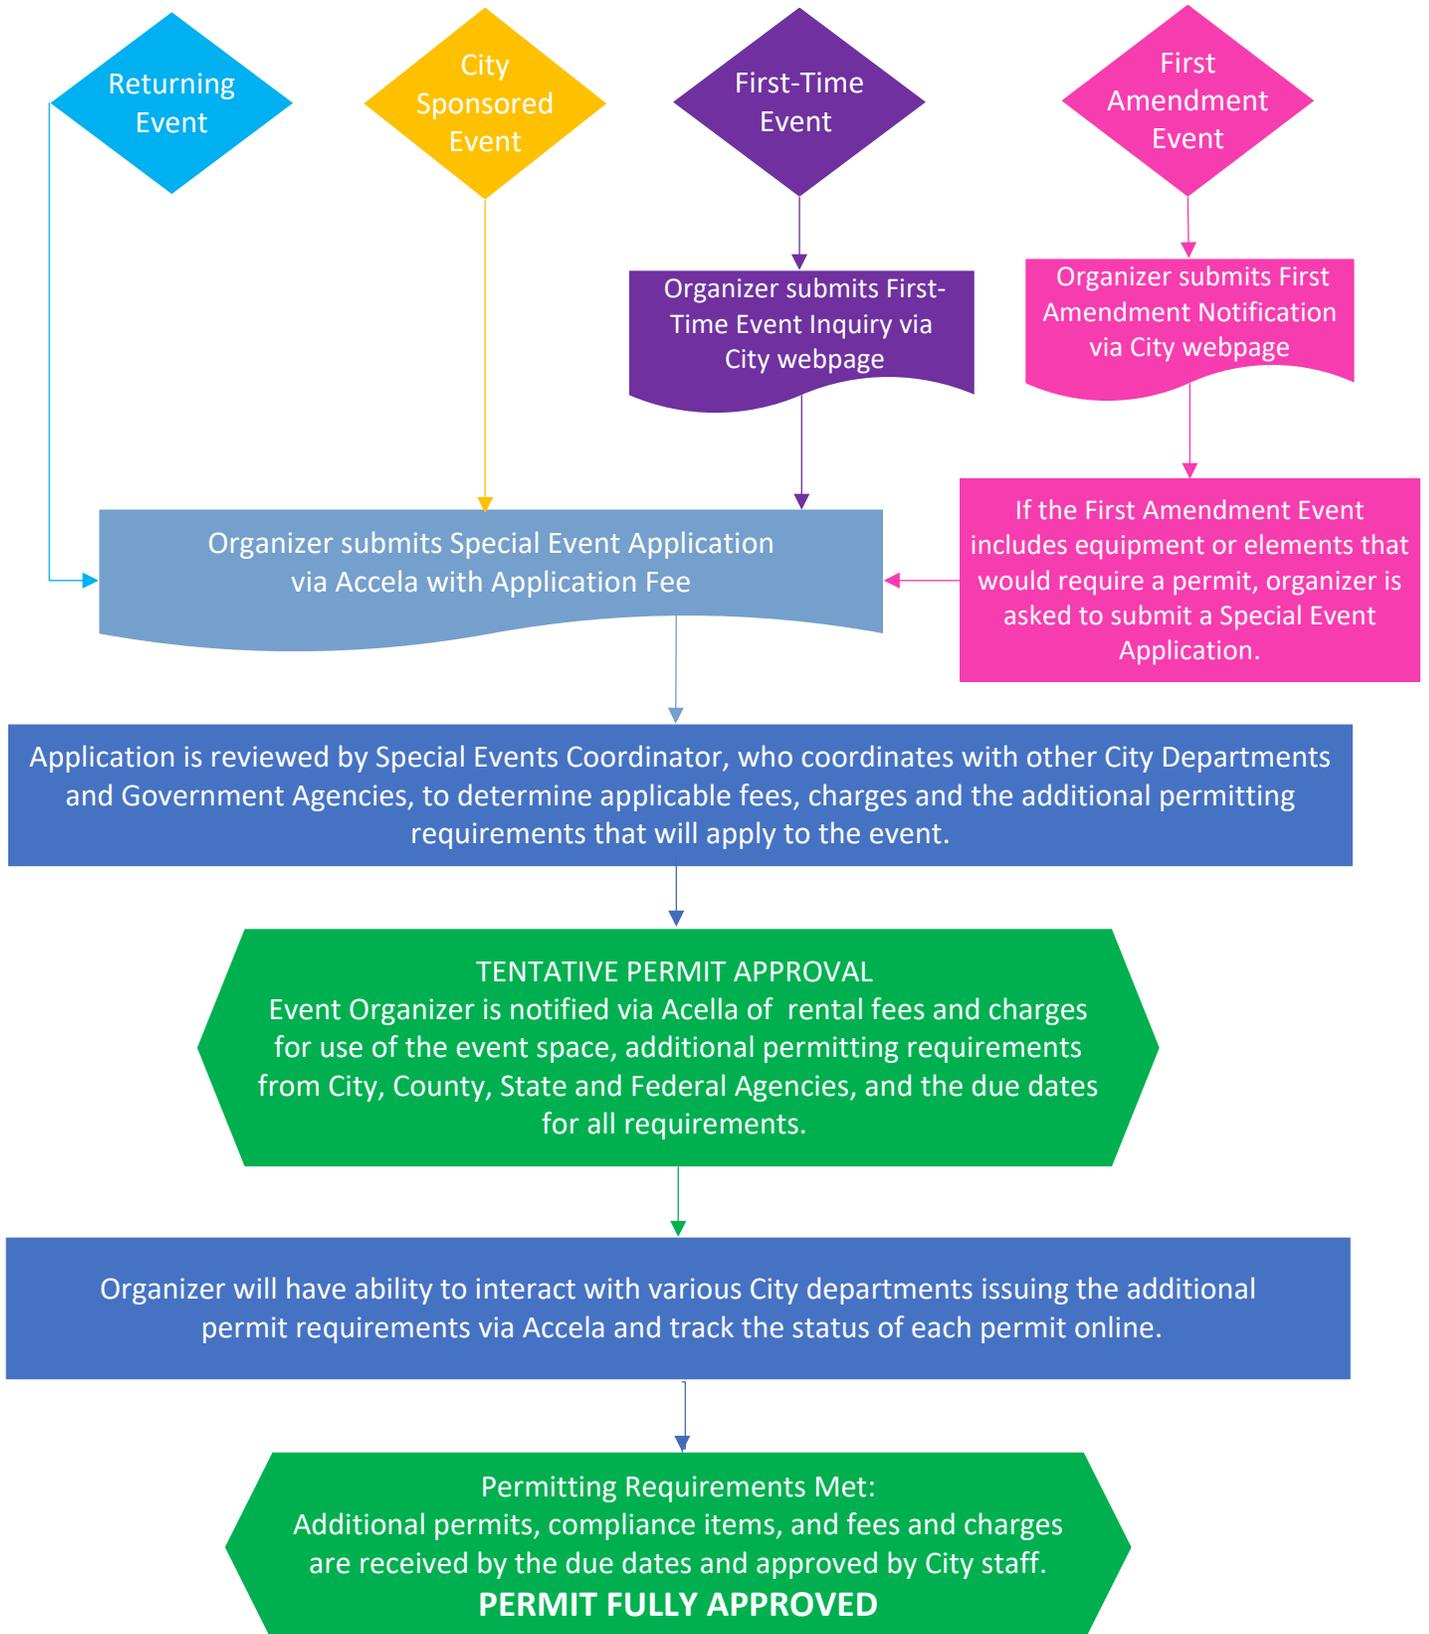 Returning
Event
City
Sponsored
Event
First-Time
Event
First
Amendment
Event
Organizer submits First-
Time Event Inquiry via
City webpage
Organizer submits First
Amendment Notification
via City webpage
Organizer submits Special Event Application
via Accela with Application Fee
If the First Amendment Event
includes equipment or elements that
would require a permit, organizer is
asked to submit a Special Event
Application.
Application is reviewed by Special Events Coordinator, who coordinates with other City Departments
and Government Agencies, to determine applicable fees, charges and the additional permitting
requirements that will apply to the event.
TENTATIVE PERMIT APPROVAL
Event Organizer is notified via Acella of  rental fees and charges
for use of the event space, additional permitting requirements
from City, County, State and Federal Agencies, and the due dates
for all requirements.
Organizer will have ability to interact with various City departments issuing the additional
permit requirements via Accela and track the status of each permit online.
Permitting Requirements Met:
Additional permits, compliance items, and fees and charges
are received by the due dates and approved by City staff.
PERMIT FULLY APPROVED